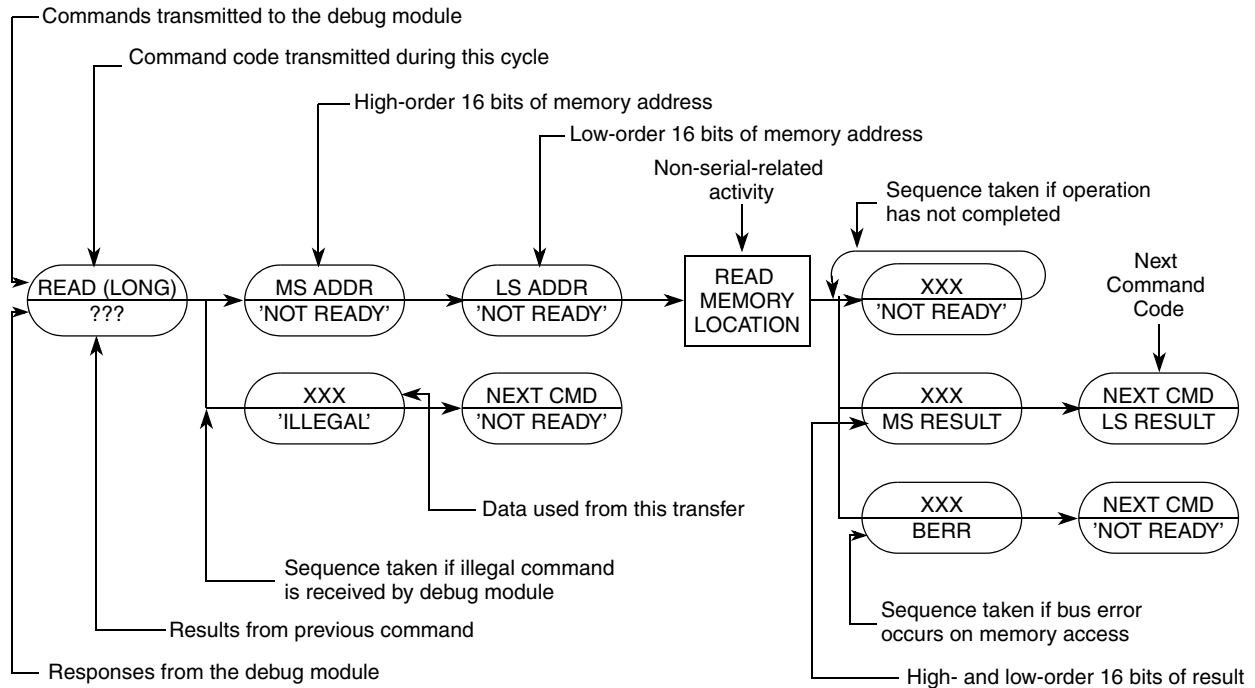 Commands transmitted to the debug module
Command code transmitted during this cycle
High-order 16 bits of memory address
Low-order 16 bits of memory address
Non-serial-related
activity
Sequence taken if operation
has not completed
Next
Command
Code
READ (LONG)
???
MS ADDR
'NOT READY'
LS ADDR
'NOT READY'
READ
MEMORY
LOCATION
XXX
'NOT READY'
XXX
'ILLEGAL'
NEXT CMD
'NOT READY'
XXX
MS RESULT
NEXT CMD
LS RESULT
XXX
BERR
NEXT CMD
'NOT READY'
Data used from this transfer
Sequence taken if illegal command
is received by debug module
Sequence taken if bus error
occurs on memory access
Results from previous command
Responses from the debug module
High- and low-order 16 bits of result